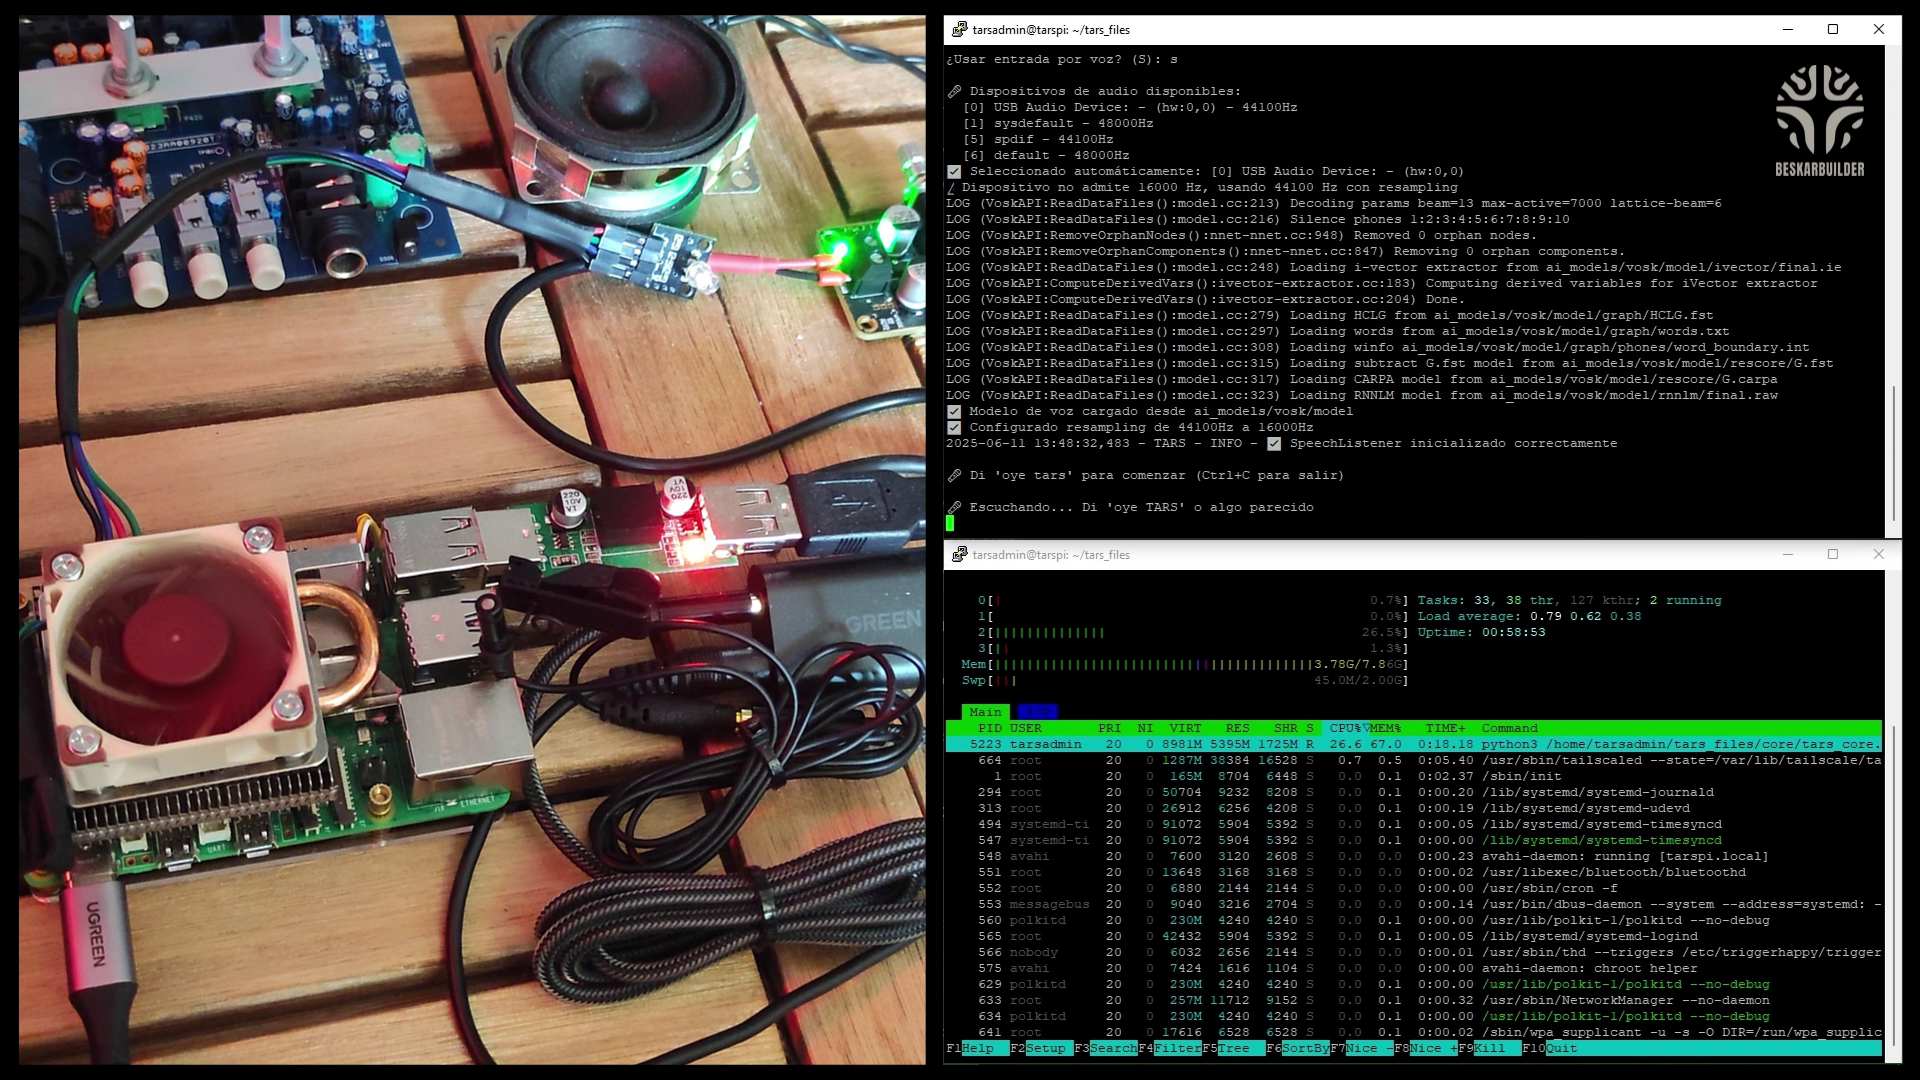 tarsadmin@tarspi: ~/tars_files
¿Usar entrada por voz? (S): s
Dispositivos de audio disponibles:
[0] USB Audio Device: - (hw:0,0) - 44100Hz
[1] sysdefault - 48000Hz
[5] spdif - 44100Hz
[6] default - 48000Hz
Seleccionado automáticamente: [0] USB Audio Device: - (hw:0,0)
Dispositivo no admite 16000 Hz, usando 44100 Hz con resampling
LOG (VoskAPI:ReadDataFiles():model.cc:213) Decoding params beam=13 max-active=7000 lattice-beam=6
LOG (VoskAPI:ReadDataFiles():model.cc:216) Silence phones 1:2:3:4:5:6:7:8:9:10
LOG (VoskAPI:RemoveOrphanNodes():nnet-nnet.cc:948) Removed 0 orphan nodes.
LOG (VoskAPI:RemoveOrphanComponents():nnet-nnet.cc:847) Removing 0 orphan components.
LOG (VoskAPI:ReadDataFiles():model.cc:248) Loading i-vector extractor from ai_models/vosk/model/ivector/final.ie
LOG (VoskAPI:ComputeDerivedVars():ivector-extractor.cc:183) Computing derived variables for iVector extractor
LOG (VoskAPI:ComputeDerivedVars():ivector-extractor.cc:204) Done.
LOG (VoskAPI:ReadDataFiles():model.cc:279) Loading HCLG from ai_models/vosk/model/graph/HCLG.fst
LOG (VoskAPI:ReadDataFiles():model.cc:297) Loading words from ai_models/vosk/model/graph/words.txt
LOG (VoskAPI:ReadDataFiles():model.cc:308) Loading winfo ai_models/vosk/model/graph/phones/word_boundary.int
LOG (VoskAPI:ReadDataFiles():model.cc:315) Loading subtract G.fst model from ai_models/vosk/model/rescore/G.fst
LOG (VoskAPI:ReadDataFiles():model.cc:317) Loading CARPA model from ai_models/vosk/model/rescore/G.carpa
LOG (VoskAPI:ReadDataFiles():model.cc:323) Loading RNNLM model from ai_models/vosk/model/rnnlm/final.raw
Modelo de voz cargado desde ai_models/vosk/model
Configurado resampling de 44100Hz a 16000Hz
2025-06-11 13:48:32,483 - TARS - INFO - SpeechListener inicializado correctamente
Di 'oye tars' para comenzar (Ctrl+C para salir)
Escuchando... Di 'oye TARS' o algo parecido
BESKARBUILDER
tarsadmin@tarspi: ~/tars_files
0[| 0.7%] Tasks: 33, 38 thr, 127 kthr; 2 running
1[ 0.0%] Load average: 0.79 0.62 0.38
2[|||||||||||||| 26.5%] Uptime: 00:58:53
3[|| 1.3%]
Mem[||||||||||||||||||||||||||||||||||||||||3.78G/7.86G]
Swp[||| 45.0M/2.00G]
Main
PID USER PRI NI VIRT RES SHR S CPU%▽MEM% TIME+ Command
5223 tarsadmin 20 0 8981M 5395M 1725M R 26.6 67.0 0:18.18 python3 /home/tarsadmin/tars_files/core/tars_core.
664 root 20 0 1287M 38384 16528 S 0.7 0.5 0:05.40 /usr/sbin/tailscaled --state=/var/lib/tailscale/ta
1 root 20 0 165M 8704 6448 S 0.0 0.1 0:02.37 /sbin/init
294 root 20 0 50704 9232 8208 S 0.0 0.1 0:00.20 /lib/systemd/systemd-journald
313 root 20 0 26912 6256 4208 S 0.0 0.1 0:00.19 /lib/systemd/systemd-udevd
494 systemd-ti 20 0 91072 5904 5392 S 0.0 0.1 0:00.05 /lib/systemd/systemd-timesyncd
547 systemd-ti 20 0 91072 5904 5392 S 0.0 0.1 0:00.00 /lib/systemd/systemd-timesyncd
548 avahi 20 0 7600 3120 2608 S 0.0 0.0 0:00.23 avahi-daemon: running [tarspi.local]
551 root 20 0 13648 3168 3168 S 0.0 0.0 0:00.02 /usr/libexec/bluetooth/bluetoothd
552 root 20 0 6880 2144 2144 S 0.0 0.0 0:00.00 /usr/sbin/cron -f
553 messagebus 20 0 9040 3216 2704 S 0.0 0.0 0:00.14 /usr/bin/dbus-daemon --system --address=systemd: -
560 polkitd 20 0 230M 4240 4240 S 0.0 0.1 0:00.00 /usr/lib/polkit-1/polkitd --no-debug
565 root 20 0 42432 5904 5392 S 0.0 0.1 0:00.05 /lib/systemd/systemd-logind
566 nobody 20 0 6032 2656 2144 S 0.0 0.0 0:00.01 /usr/sbin/thd --triggers /etc/triggerhappy/trigger
575 avahi 20 0 7424 1616 1104 S 0.0 0.0 0:00.00 avahi-daemon: chroot helper
629 polkitd 20 0 230M 4240 4240 S 0.0 0.1 0:00.00 /usr/lib/polkit-1/polkitd --no-debug
633 root 20 0 257M 11712 9152 S 0.0 0.1 0:00.32 /usr/sbin/NetworkManager --no-daemon
634 polkitd 20 0 230M 4240 4240 S 0.0 0.1 0:00.00 /usr/lib/polkit-1/polkitd --no-debug
641 root 20 0 17616 6528 6528 S 0.0 0.1 0:00.02 /sbin/wpa_supplicant -u -s -O DIR=/run/wpa_supplic
F1Help F2Setup F3SearchF4FilterF5Tree F6SortByF7Nice -F8Nice +F9Kill F10Quit
220
10V
VT
UGREEN
ETHERNET
UART
UGREEN